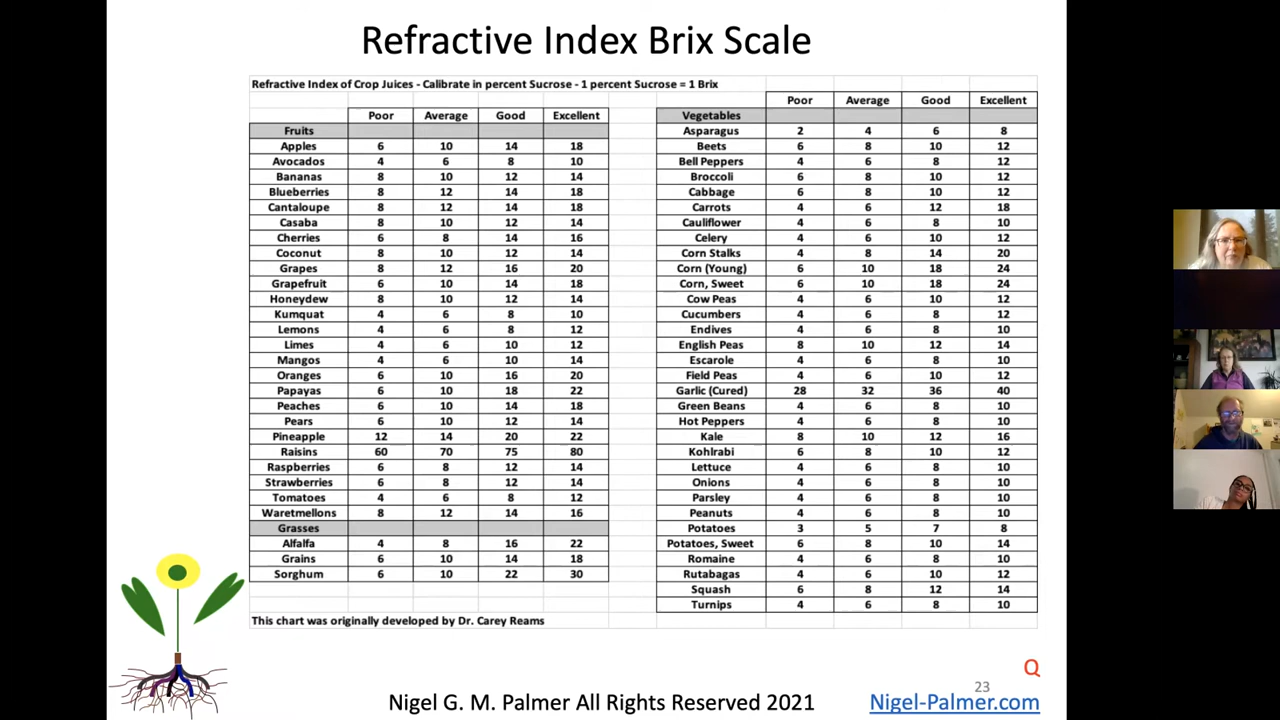 Refractive Index Brix Scale
Refractive Index of Crop Juices - Calibrate in percent Sucrose - 1 percent Sucrose = 1 Brix
Poor Average Good Excellent
Fruits
Apples 6 10 14 18
Avocados 4 6 8 10
Bananas 8 10 12 14
Blueberries 8 12 14 18
Cantaloupe 8 12 14 18
Casaba 8 10 12 14
Cherries 6 8 14 16
Coconut 8 10 12 14
Grapes 8 12 16 20
Grapefruit 6 10 14 18
Honeydew 8 10 12 14
Kumquat 4 6 8 10
Lemons 4 6 8 12
Limes 4 6 10 12
Mangos 4 6 10 14
Oranges 6 10 16 20
Papayas 6 10 18 22
Peaches 6 10 14 18
Pears 6 10 12 14
Pineapple 12 14 20 22
Raisins 60 70 75 80
Raspberries 6 8 12 14
Strawberries 6 8 12 14
Tomatoes 4 6 8 12
Waretmellons 8 12 14 16
Grasses
Alfalfa 4 8 16 22
Grains 6 10 14 18
Sorghum 6 10 22 30
This chart was originally developed by Dr. Carey Reams
Poor Average Good Excellent
Vegetables
Asparagus 2 4 6 8
Beets 6 8 10 12
Bell Peppers 4 6 8 12
Broccoli 6 8 10 12
Cabbage 6 8 10 12
Carrots 4 6 12 18
Cauliflower 4 6 8 10
Celery 4 6 10 12
Corn Stalks 4 8 14 20
Corn (Young) 6 10 18 24
Corn, Sweet 6 10 18 24
Cow Peas 4 6 10 12
Cucumbers 4 6 8 12
Endives 4 6 8 10
English Peas 8 10 12 14
Escarole 4 6 8 10
Field Peas 4 6 10 12
Garlic (Cured) 28 32 36 40
Green Beans 4 6 8 10
Hot Peppers 4 6 8 10
Kale 8 10 12 16
Kohlrabi 6 8 10 12
Lettuce 4 6 8 10
Onions 4 6 8 10
Parsley 4 6 8 10
Peanuts 4 6 8 10
Potatoes 3 5 7 8
Potatoes, Sweet 6 8 10 14
Romaine 4 6 8 10
Rutabagas 4 6 10 12
Squash 6 8 12 14
Turnips 4 6 8 10
Q
23
Nigel G. M. Palmer All Rights Reserved 2021
Nigel-Palmer.com